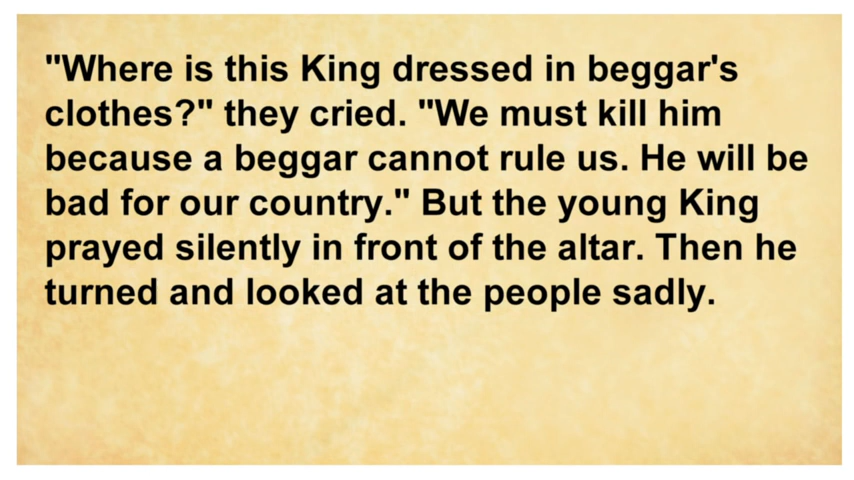 "Where is this King dressed in beggar's
clothes?" they cried. "We must kill him
because a beggar cannot rule us. He will be
bad for our country." But the young King
prayed silently in front of the altar. Then he
turned and looked at the people sadly.